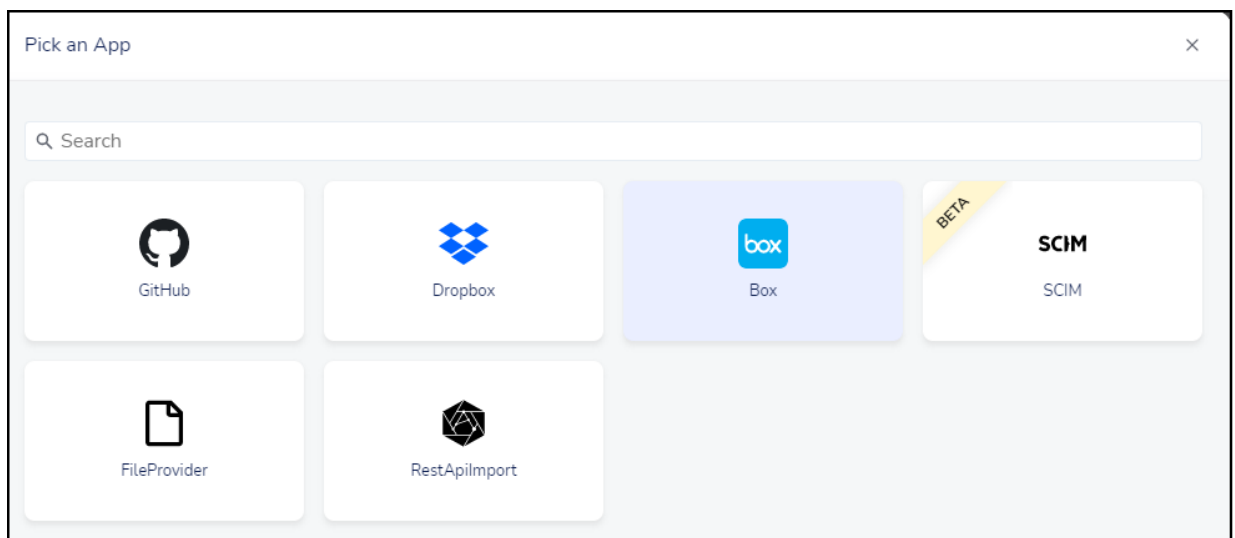 Pick an App
Search
box
BETA
SCIM
GitHub
Dropbox
Box
SCIM
FileProvider
RestApiImport